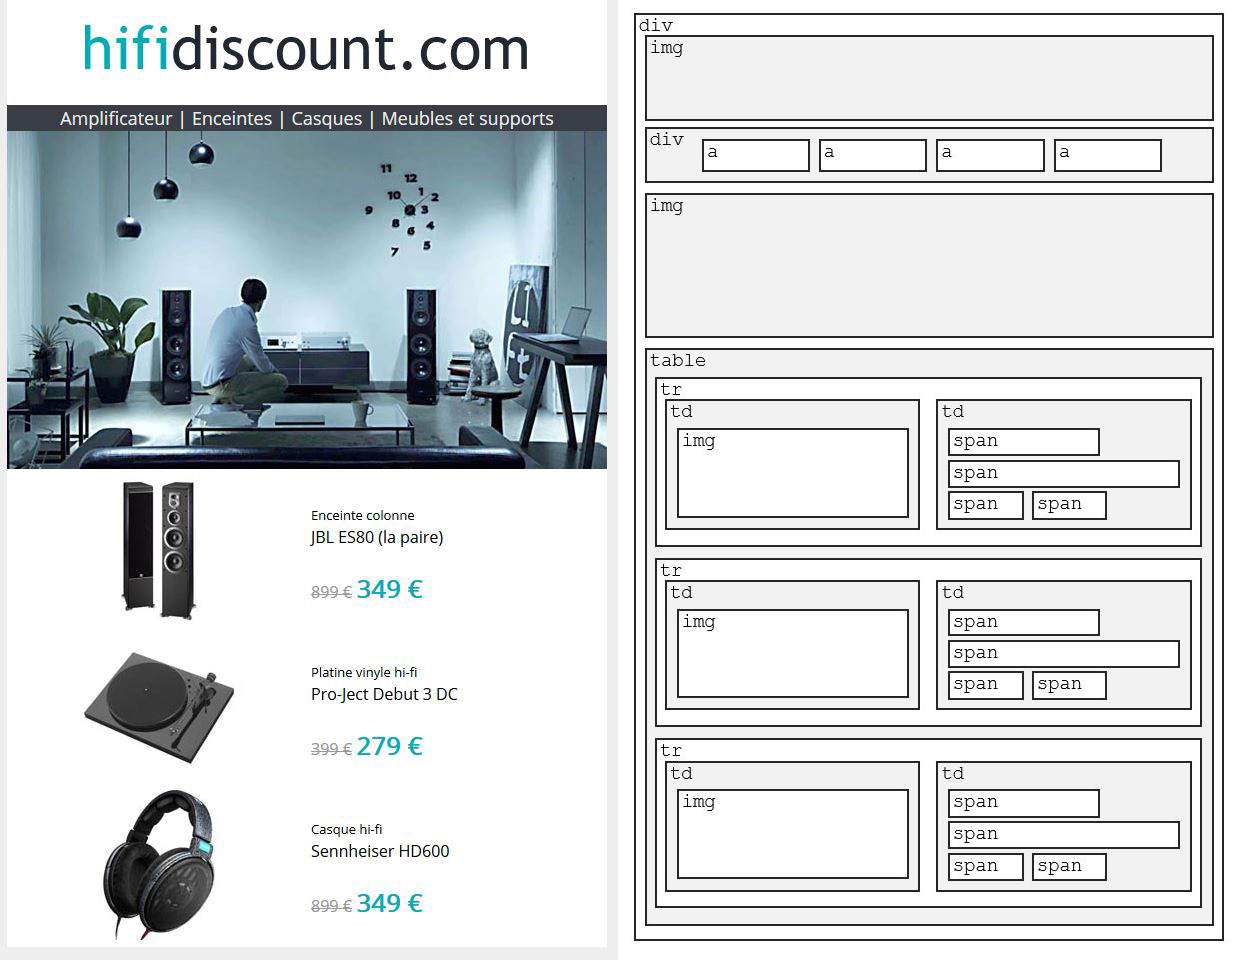 hifidiscount.com
Amplificateur | Enceintes | Casques | Meubles et supports
11 12 1 2 3 4 5 6 7 8 9 10
Enceinte colonne
JBL ES80 (la paire)
899 € 349 €
Platine vinyle hi-fi
Pro-Ject Debut 3 DC
399 € 279 €
Casque hi-fi
Sennheiser HD600
899 € 349 €
div
img
div a a a a
img
table
tr
td td
img span
span
span span
tr
td td
img span
span
span span
tr
td td
img span
span
span span